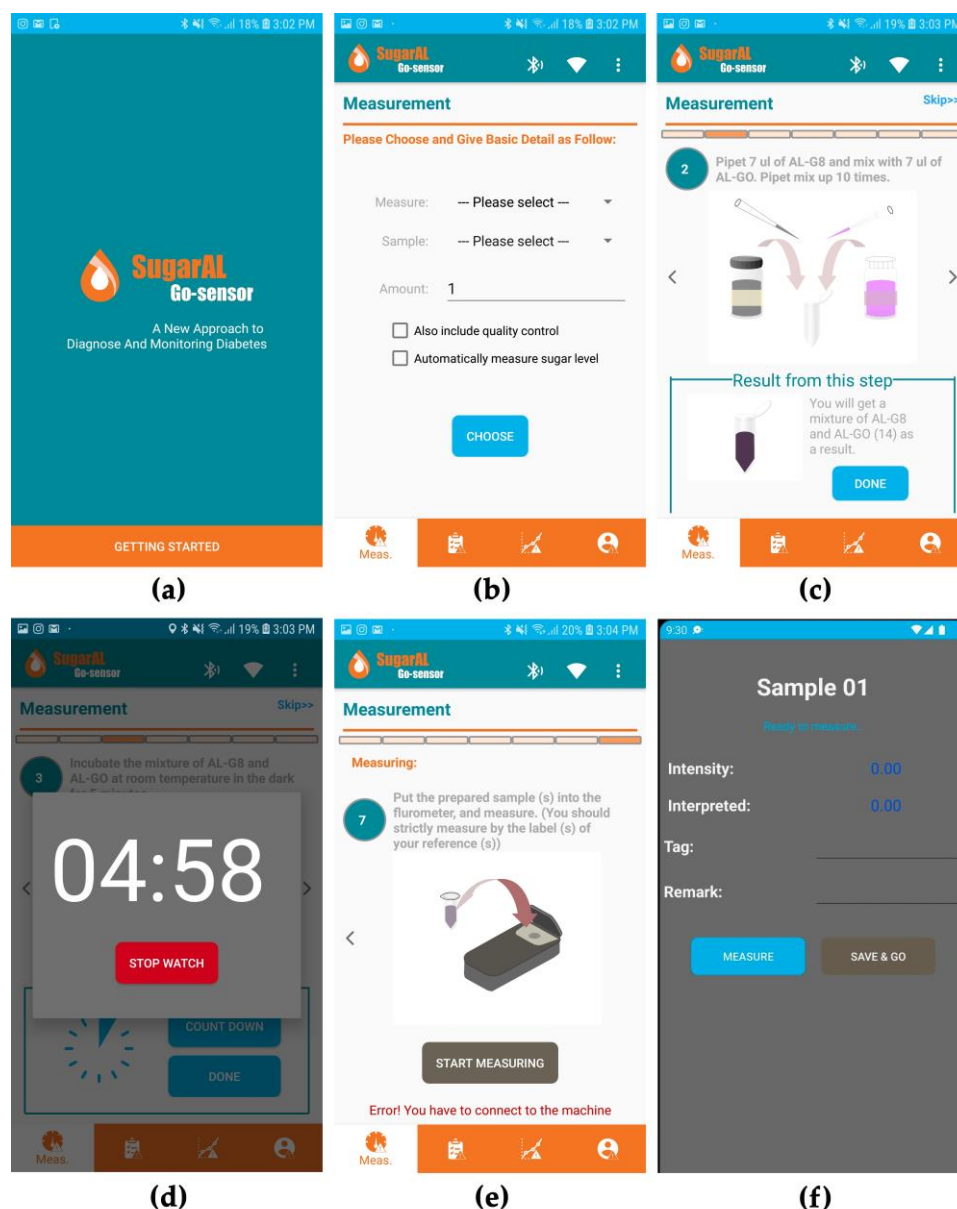 18% 3:02 PM
SugarAL
Go-sensor
A New Approach to
Diagnose And Monitoring Diabetes
GETTING STARTED
(a)
18% 3:02 PM
SugarAL
Go-sensor
Measurement
Please Choose and Give Basic Detail as Follow:
Measure: --- Please select ---
Sample: --- Please select ---
Amount: 1
Also include quality control
Automatically measure sugar level
CHOOSE
Meas.
(b)
19% 3:03 PM
SugarAL
Go-sensor
Measurement Skip>>
2
Pipet 7 ul of AL-G8 and mix with 7 ul of
AL-GO. Pipet mix up 10 times.
Result from this step
You will get a
mixture of AL-G8
and AL-GO (14) as
a result.
DONE
Meas.
(c)
19% 3:03 PM
SugarAL
Go-sensor
Measurement Skip>>
3
Incubate the mixture of AL-G8 and
AL-GO at room temperature in the dark
for 5 minutes
04:58
STOP WATCH
COUNT DOWN
DONE
Meas.
(d)
20% 3:04 PM
SugarAL
Go-sensor
Measurement
Measuring:
7
Put the prepared sample (s) into the
flurometer, and measure. (You should
strictly measure by the label (s) of
your reference (s))
START MEASURING
Error! You have to connect to the machine
Meas.
(e)
9:30
Sample 01
Ready to measure..
Intensity: 0.00
Interpreted: 0.00
Tag:
Remark:
MEASURE SAVE & GO
(f)